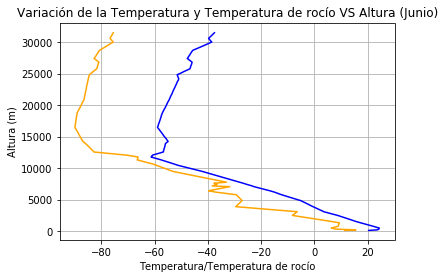 Variación de la Temperatura y Temperatura de rocío VS Altura (Junio)
Altura (m)
30000
25000
20000
15000
10000
5000
0
−80 −60 −40 −20 0 20
Temperatura/Temperatura de rocío